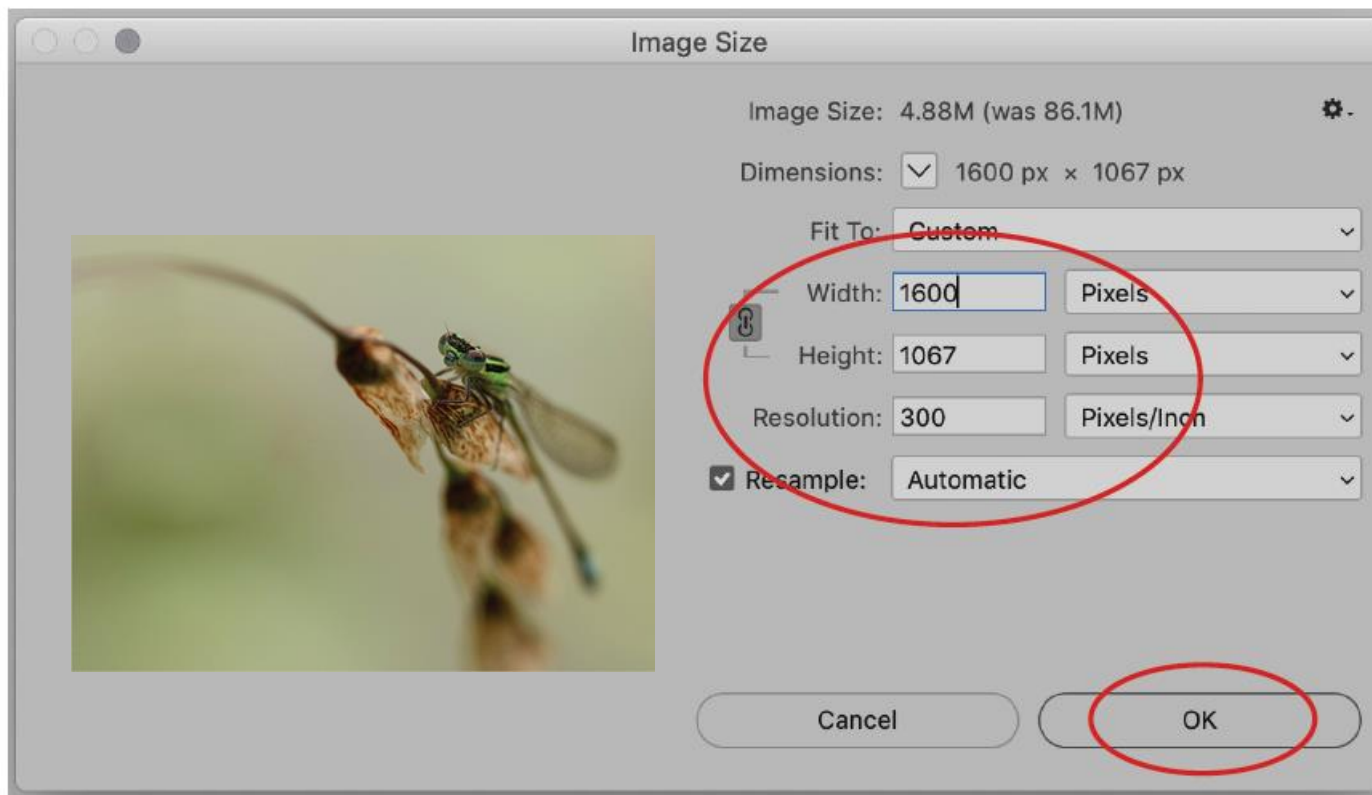 Image Size
Image Size: 4.88M (was 86.1M)
Dimensions: 1600 px × 1067 px
Fit To: Custom
Width: 1600 Pixels
Height: 1067 Pixels
Resolution: 300 Pixels/Inch
Resample: Automatic
Cancel OK